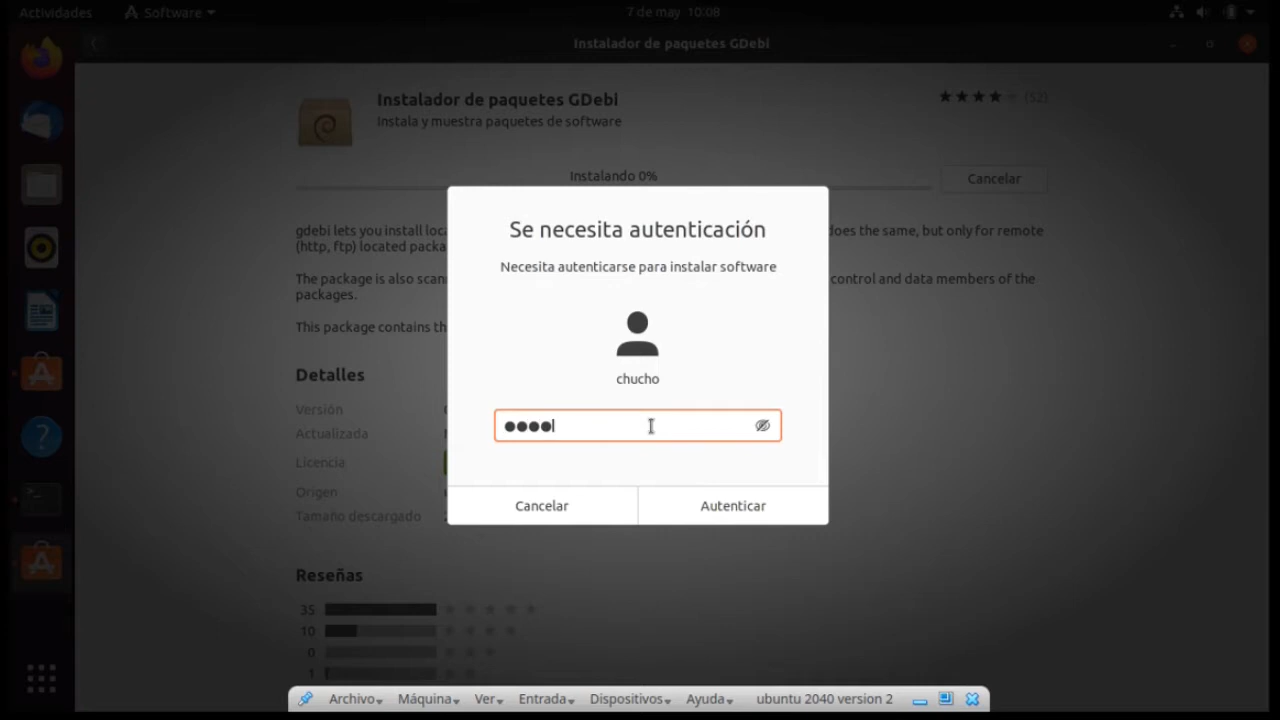 Actividades
Software
7 de may 10:08
Instalador de paquetes GDebi
Instalador de paquetes GDebi
(52)
Instala y muestra paquetes de software
Instalando 0%
Cancelar
gdebi lets you install
does the same, but only for remote
(http, ftp) located
The package is also
control and data members of the
packages.
This package contains
Se necesita autenticación
Necesita autenticarse para instalar software
chucho
●●●●
Cancelar
Autenticar
Detalles
Versión
Actualizada
Licencia
Origen
Tamaño descargado
Reseñas
35
10
0
1
Archivo
Máquina
Ver
Entrada
Dispositivos
Ayuda
ubuntu 2040 version 2